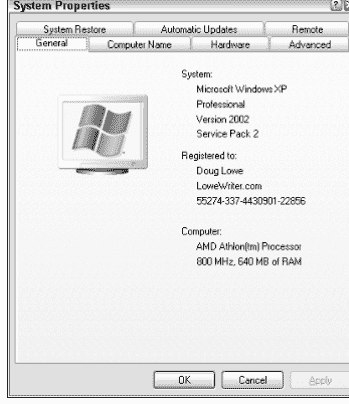 System Properties
System Restore Automatic Updates Remote
General Computer Name Hardware Advanced
System:
Microsoft Windows XP
Professional
Version 2002
Service Pack 2
Registered to:
Doug Lowe
LoweWriter.com
55274-337-4430901-22856
Computer:
AMD Athlon(tm) Processor
800 MHz, 640 MB of RAM
OK Cancel Apply